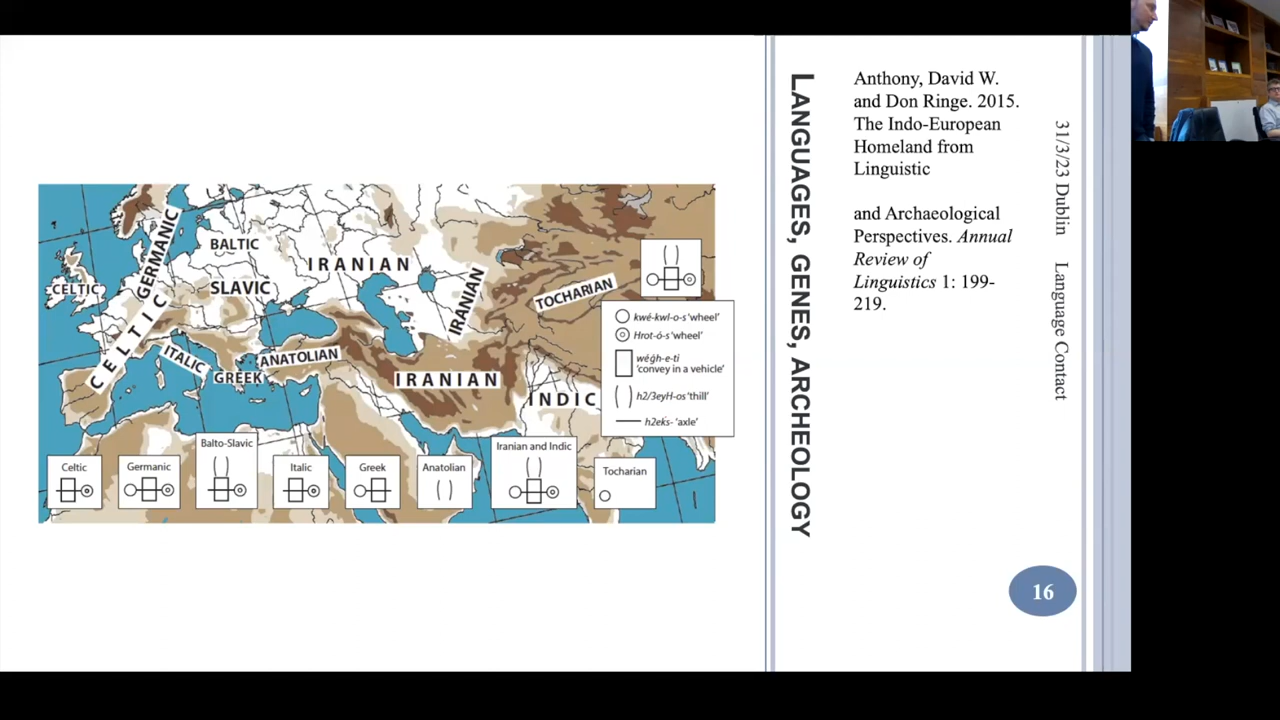 BALTIC
IRANIAN
GERMANIC
CELTIC
SLAVIC
IRANIAN
TOCHARIAN
CELTIC
ITALIC
ANATOLIAN
GREEK
IRANIAN
INDIC
kwé-kwl-o-s ‘wheel’
Hrot-ó-s ‘wheel’
wéǵh-e-ti
‘convey in a vehicle’
h2/3eyH-os ‘thill’
h2eḱs- ‘axle’
Celtic
Germanic
Balto-Slavic
Italic
Greek
Anatolian
Iranian and Indic
Tocharian
LANGUAGES, GENES, ARCHEOLOGY
Anthony, David W.
and Don Ringe. 2015.
The Indo-European
Homeland from
Linguistic
and Archaeological
Perspectives. Annual
Review of
Linguistics 1: 199-
219.
31/3/23 Dublin Language Contact
16